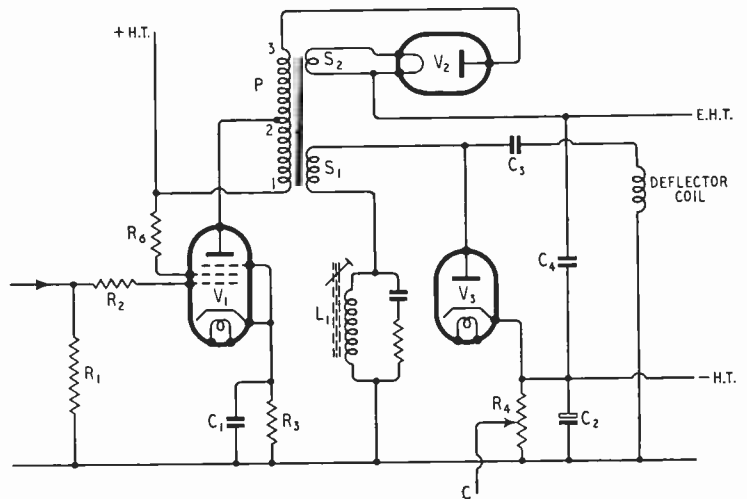 + H.T.
3
P
2
1
S₂
V₂
E.H.T.
S₁
C₃
DEFLECTOR
COIL
R₆
V₁
R₂
L₁
V₃
C₄
R₁
C₁
R₃
R₄
C₂
– H.T.
C